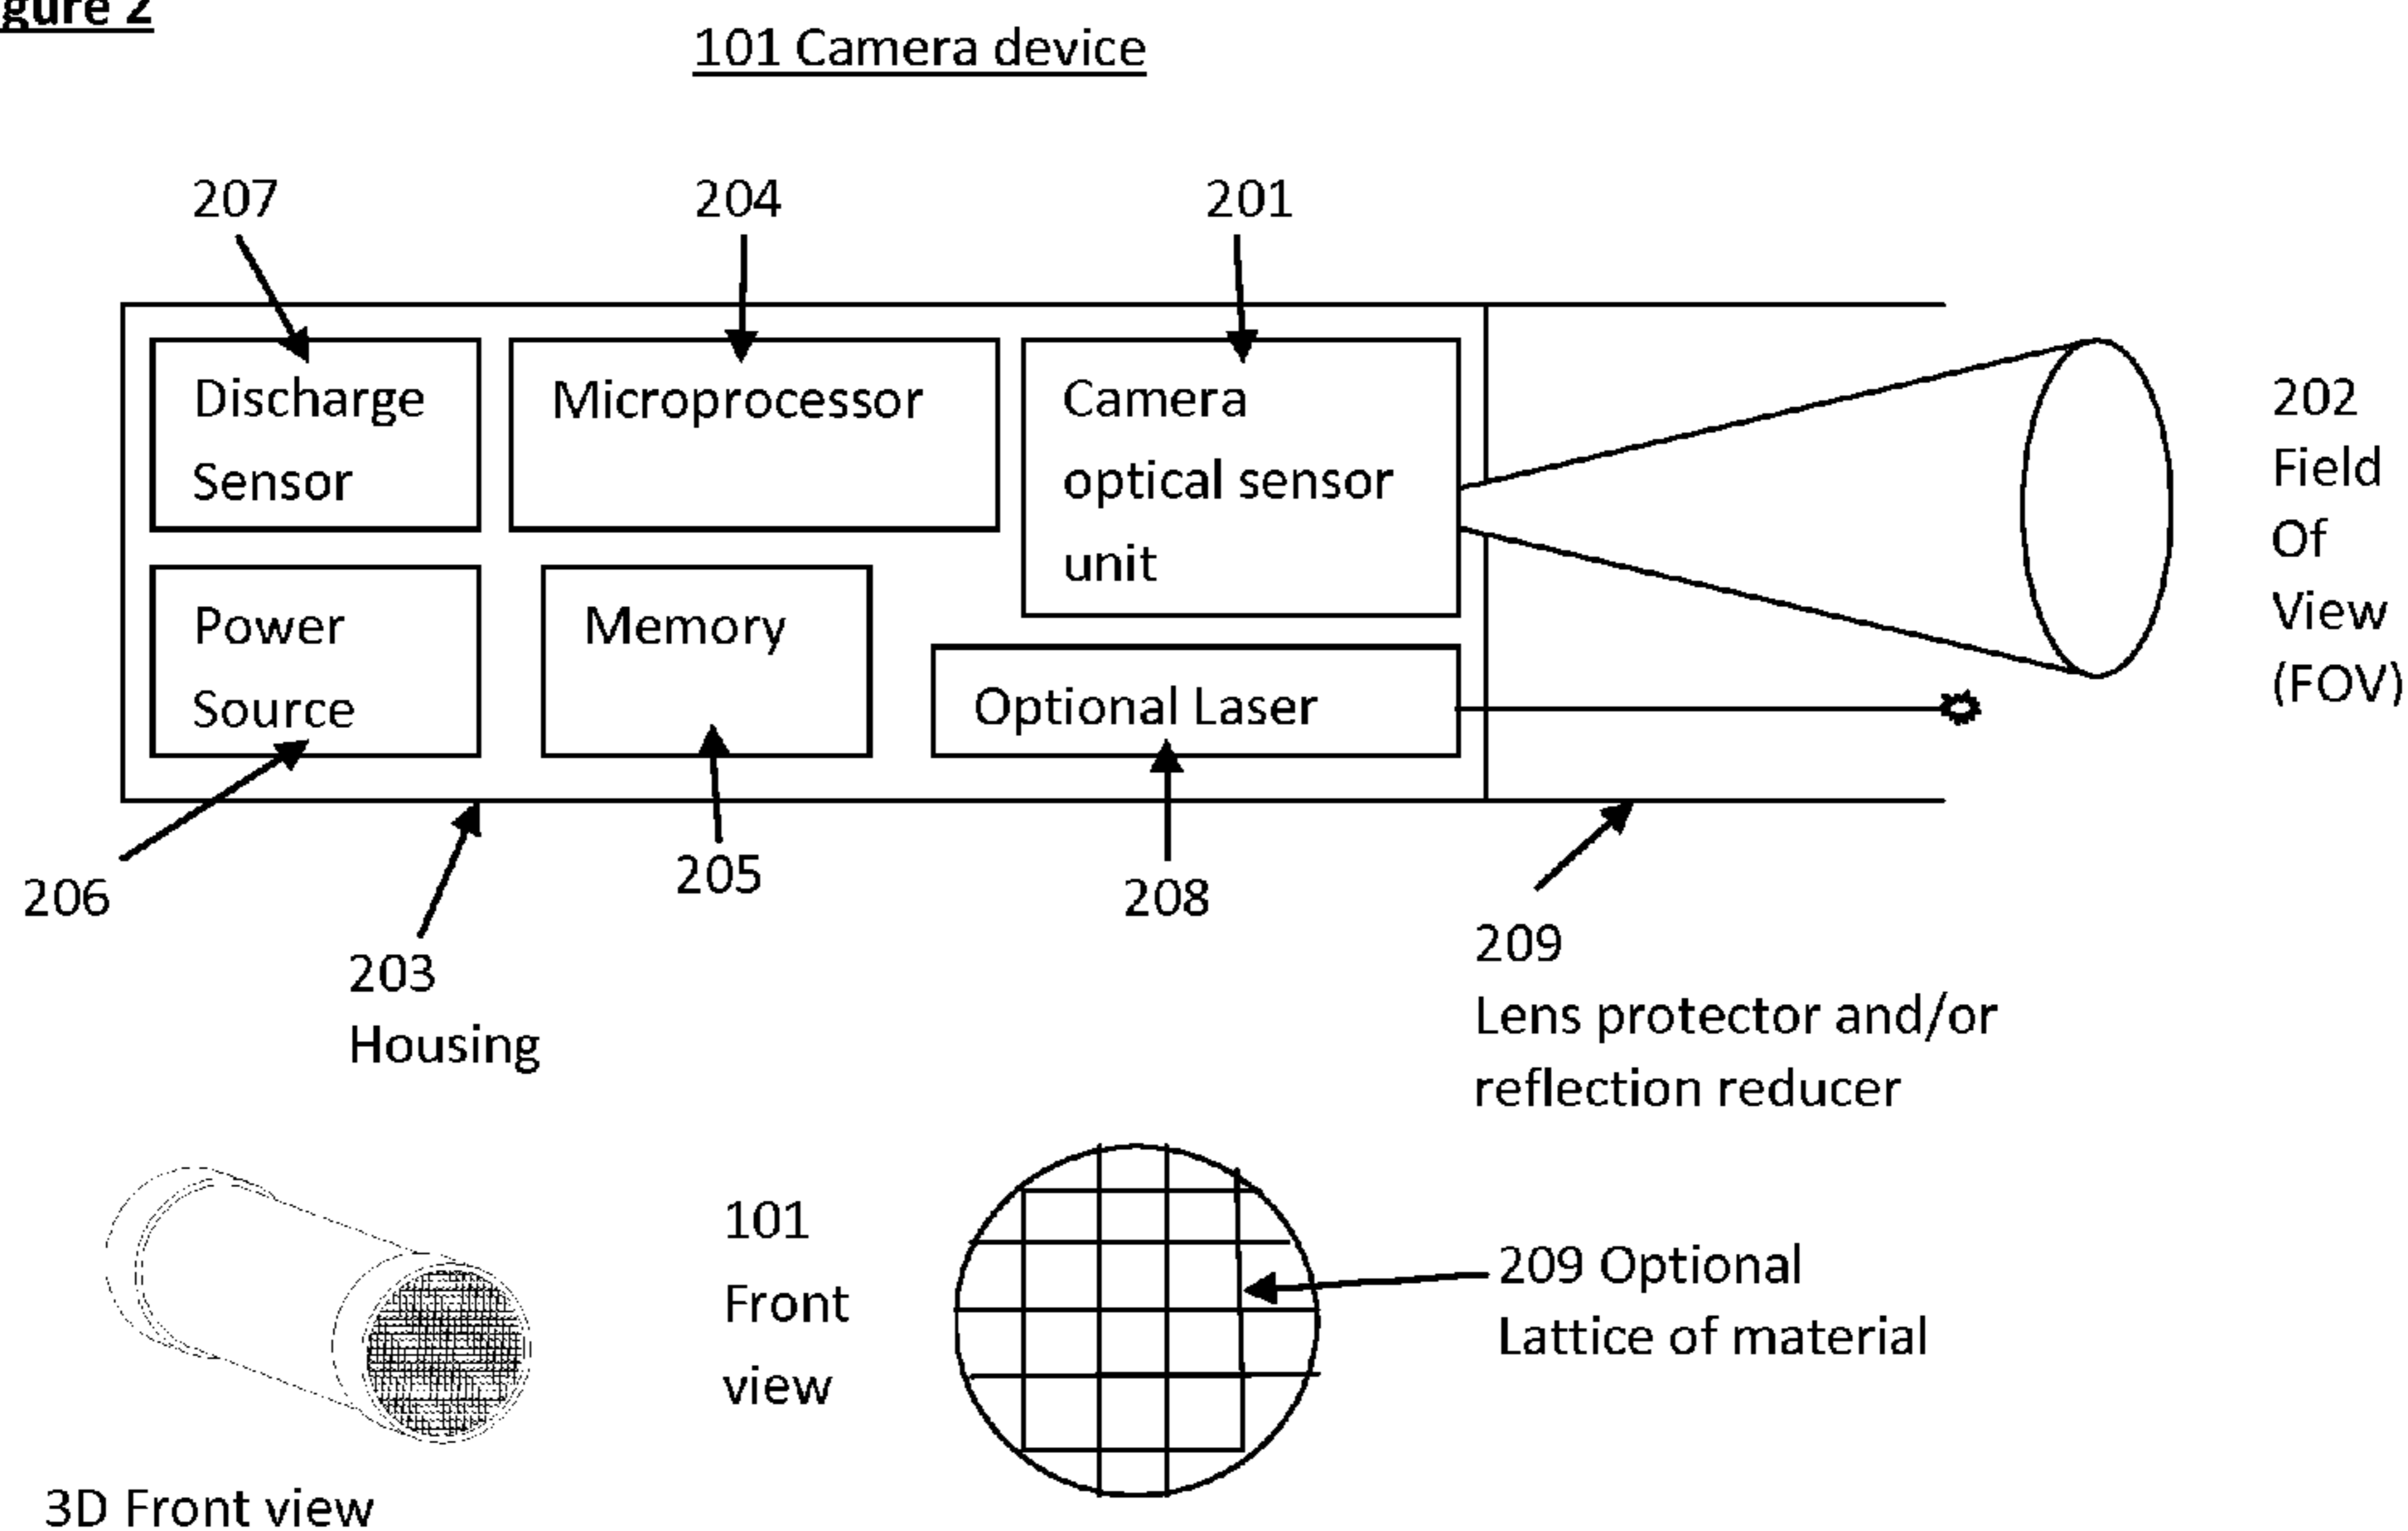 gure 2
101 Camera device
207
204
201
Discharge
Sensor
Microprocessor
Camera
optical sensor
unit
202
Field
Of
View
(FOV)
Power
Source
Memory
Optional Laser
206
205
208
203
Housing
209
Lens protector and/or
reflection reducer
101
Front
view
209 Optional
Lattice of material
3D Front view